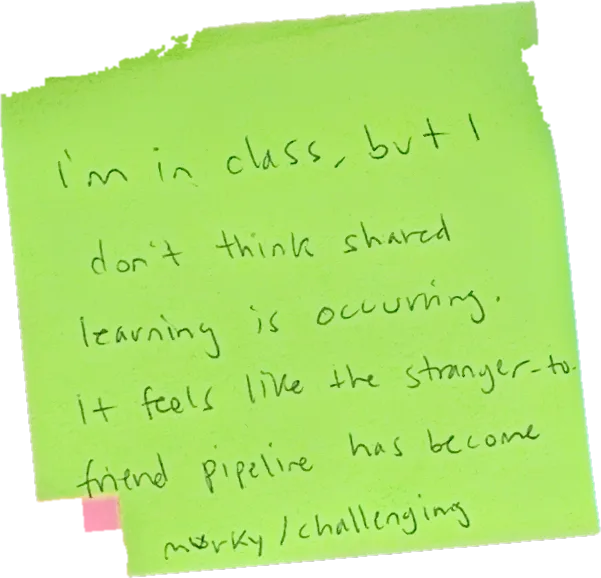 I'm in class, but I
don't think shared
learning is occurring.
it feels like the stranger-to-
friend pipeline has become
murky/challenging